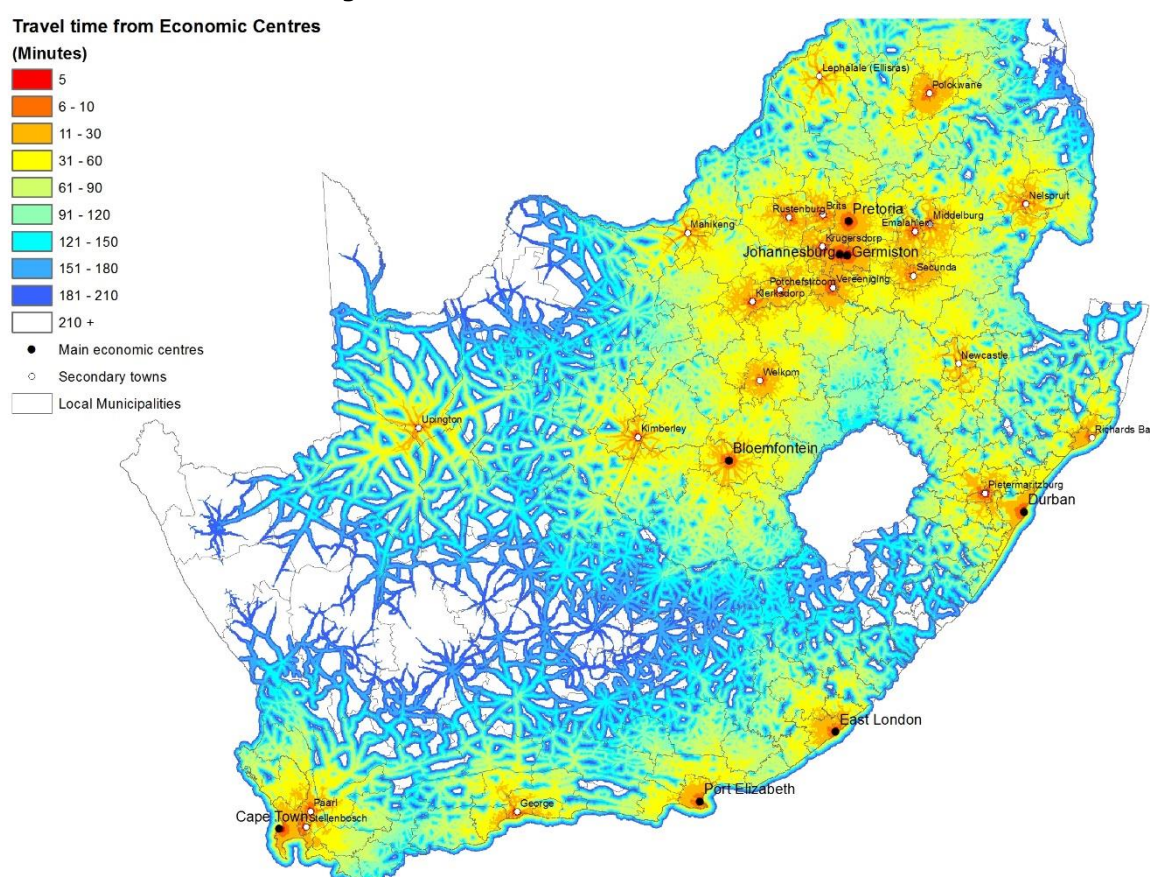 Travel time from Economic Centres
(Minutes)
5
6 - 10
11 - 30
31 - 60
61 - 90
91 - 120
121 - 150
151 - 180
181 - 210
210 +
Main economic centres
Secondary towns
Local Municipalities
Lephalale (Ellisras)
Polokwane
Nelspruit
Rustenburg
Brits
Pretoria
Middelburg
Emalahleni
Mahikeng
Krugersdorp
Johannesburg
Germiston
Secunda
Potchefstroom
Vereeniging
Klerksdorp
Newcastle
Welkom
Upington
Kimberley
Richards Ba
Bloemfontein
Pietermaritzburg
Durban
East London
Port Elizabeth
Paarl
George
Cape Town
Stellenbosch